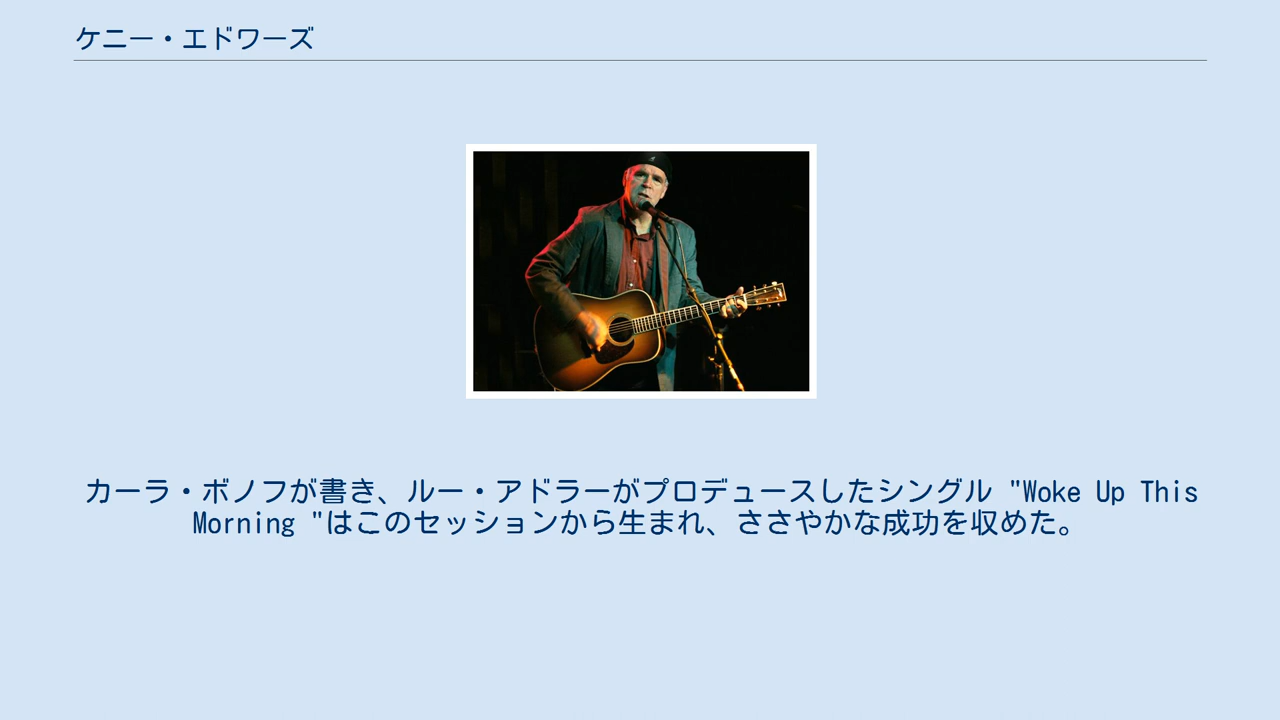 ケニー・エドワーズ
カーラ・ボノフが書き、ルー・アドラーがプロデュースしたシングル "Woke Up This
Morning "はこのセッションから生まれ、ささやかな成功を収めた。